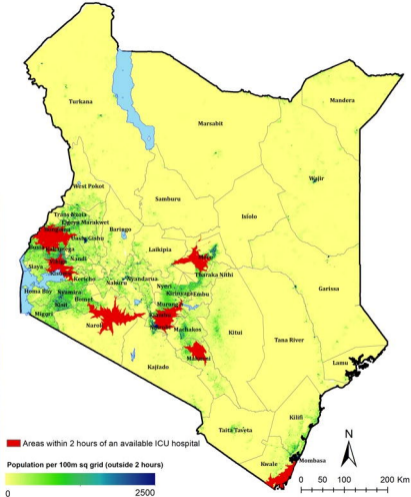 Turkana
Mandera
Marsabit
Wajir
West Pokot
Samburu
Isiolo
Trans Nzoia
Elgeyo Marakwet
Baringo
Uasin Gishu
Laikipia
Nandi
Siaya
Meru
Tharaka Nithi
Kericho
Nyandarua
Nakuru
Nyeri
Garissa
Homa Bay
Nyamira
Kirinyaga
Embu
Kisii
Bomet
Murang'a
Migori
Narok
Machakos
Kitui
Tana River
Lamu
Makueni
Kajiado
Kilifi
Taita Taveta
Kwale
Mombasa
N
Areas within 2 hours of an available ICU hospital
Population per 100m sq grid (outside 2 hours)
0
2500
0 50 100 200 Km